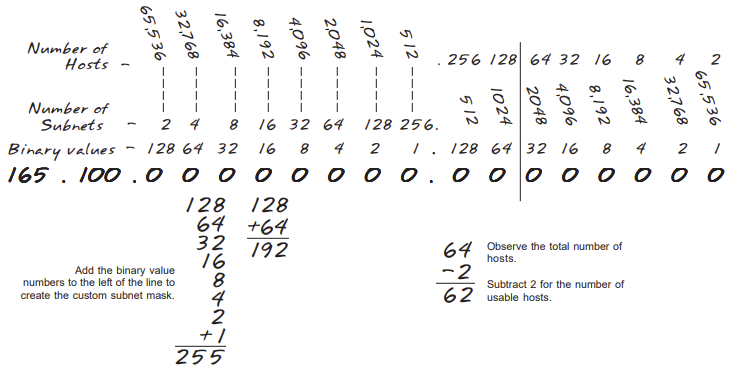 Number of Hosts - 65,536 32,768 16,384 8,192 4,096 2,048 1,024 512 . 256 128 64 32 16 8 4 2
Number of Subnets - 2 4 8 16 32 64 128 256. 512 1024 2048 4,096 8,192 16,384 32,768 65,536
Binary values - 128 64 32 16 8 4 2 1 . 128 64 32 16 8 4 2 1
165 . 100 . 0 0 0 0 0 0 0 0 . 0 0 0 0 0 0 0 0
Add the binary value
numbers to the left of the line to
create the custom subnet mask.
128
64
32
16
8
4
2
+1
255
128
+64
192
64
-2
62
Observe the total number of
hosts.
Subtract 2 for the number of
usable hosts.